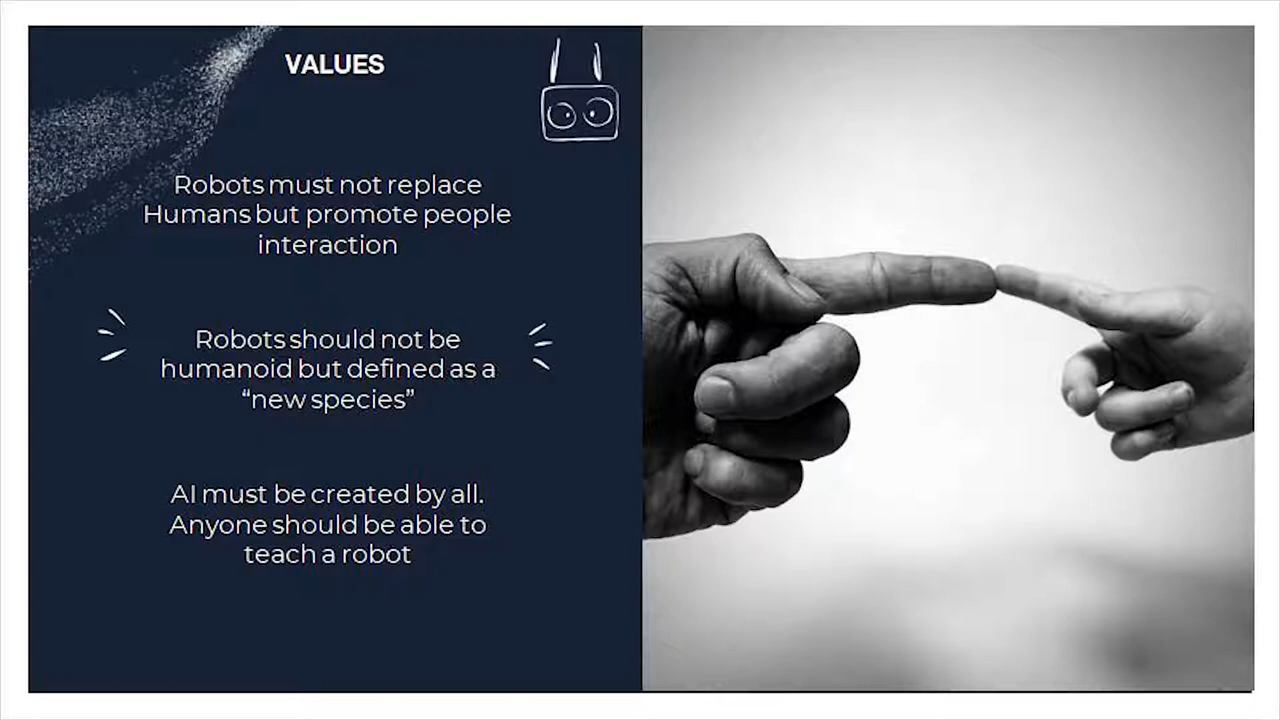 VALUES
Robots must not replace
Humans but promote people
interaction
Robots should not be
humanoid but defined as a
“new species”
AI must be created by all.
Anyone should be able to
teach a robot